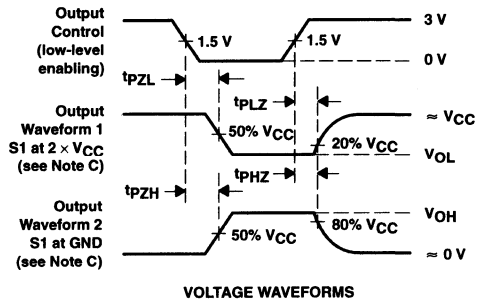 Output
Control
(low-level
enabling)
1.5 V
1.5 V
3 V
0 V
tPZL
tPLZ
Output
Waveform 1
S1 at 2 × VCC
(see Note C)
50% VCC
20% VCC
≈ VCC
VOL
tPHZ
tPZH
Output
Waveform 2
S1 at GND
(see Note C)
50% VCC
80% VCC
VOH
≈ 0 V
VOLTAGE WAVEFORMS